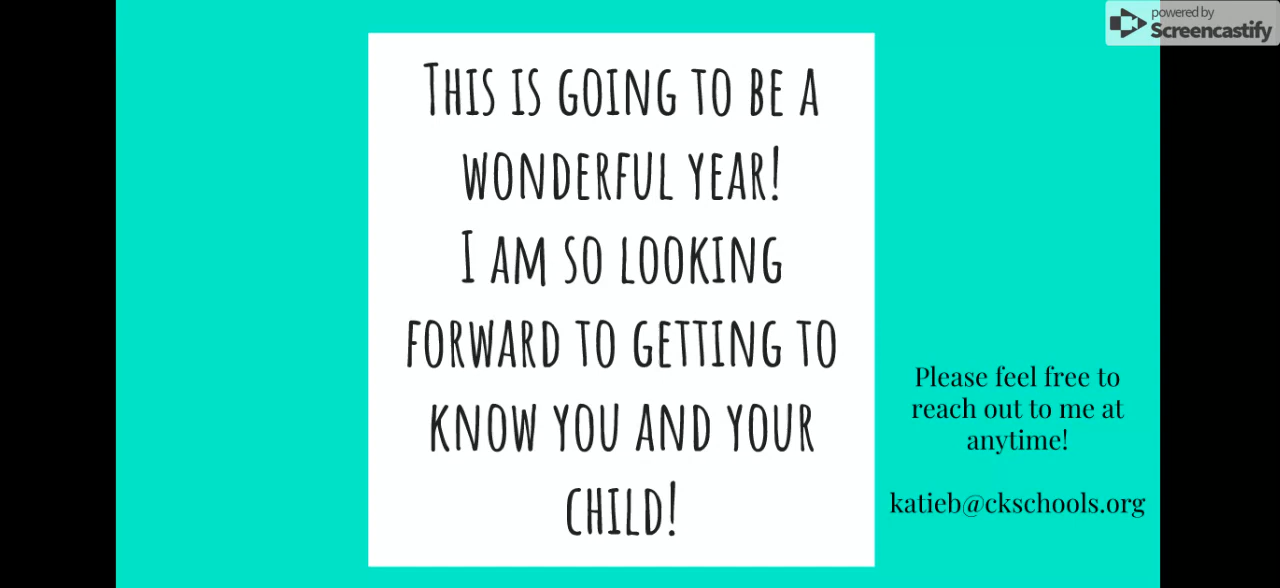 powered by
Screencastify
This is going to be a
wonderful year!
I am so looking
forward to getting to
know you and your
child!
Please feel free to
reach out to me at
anytime!
katieb@ckschools.org